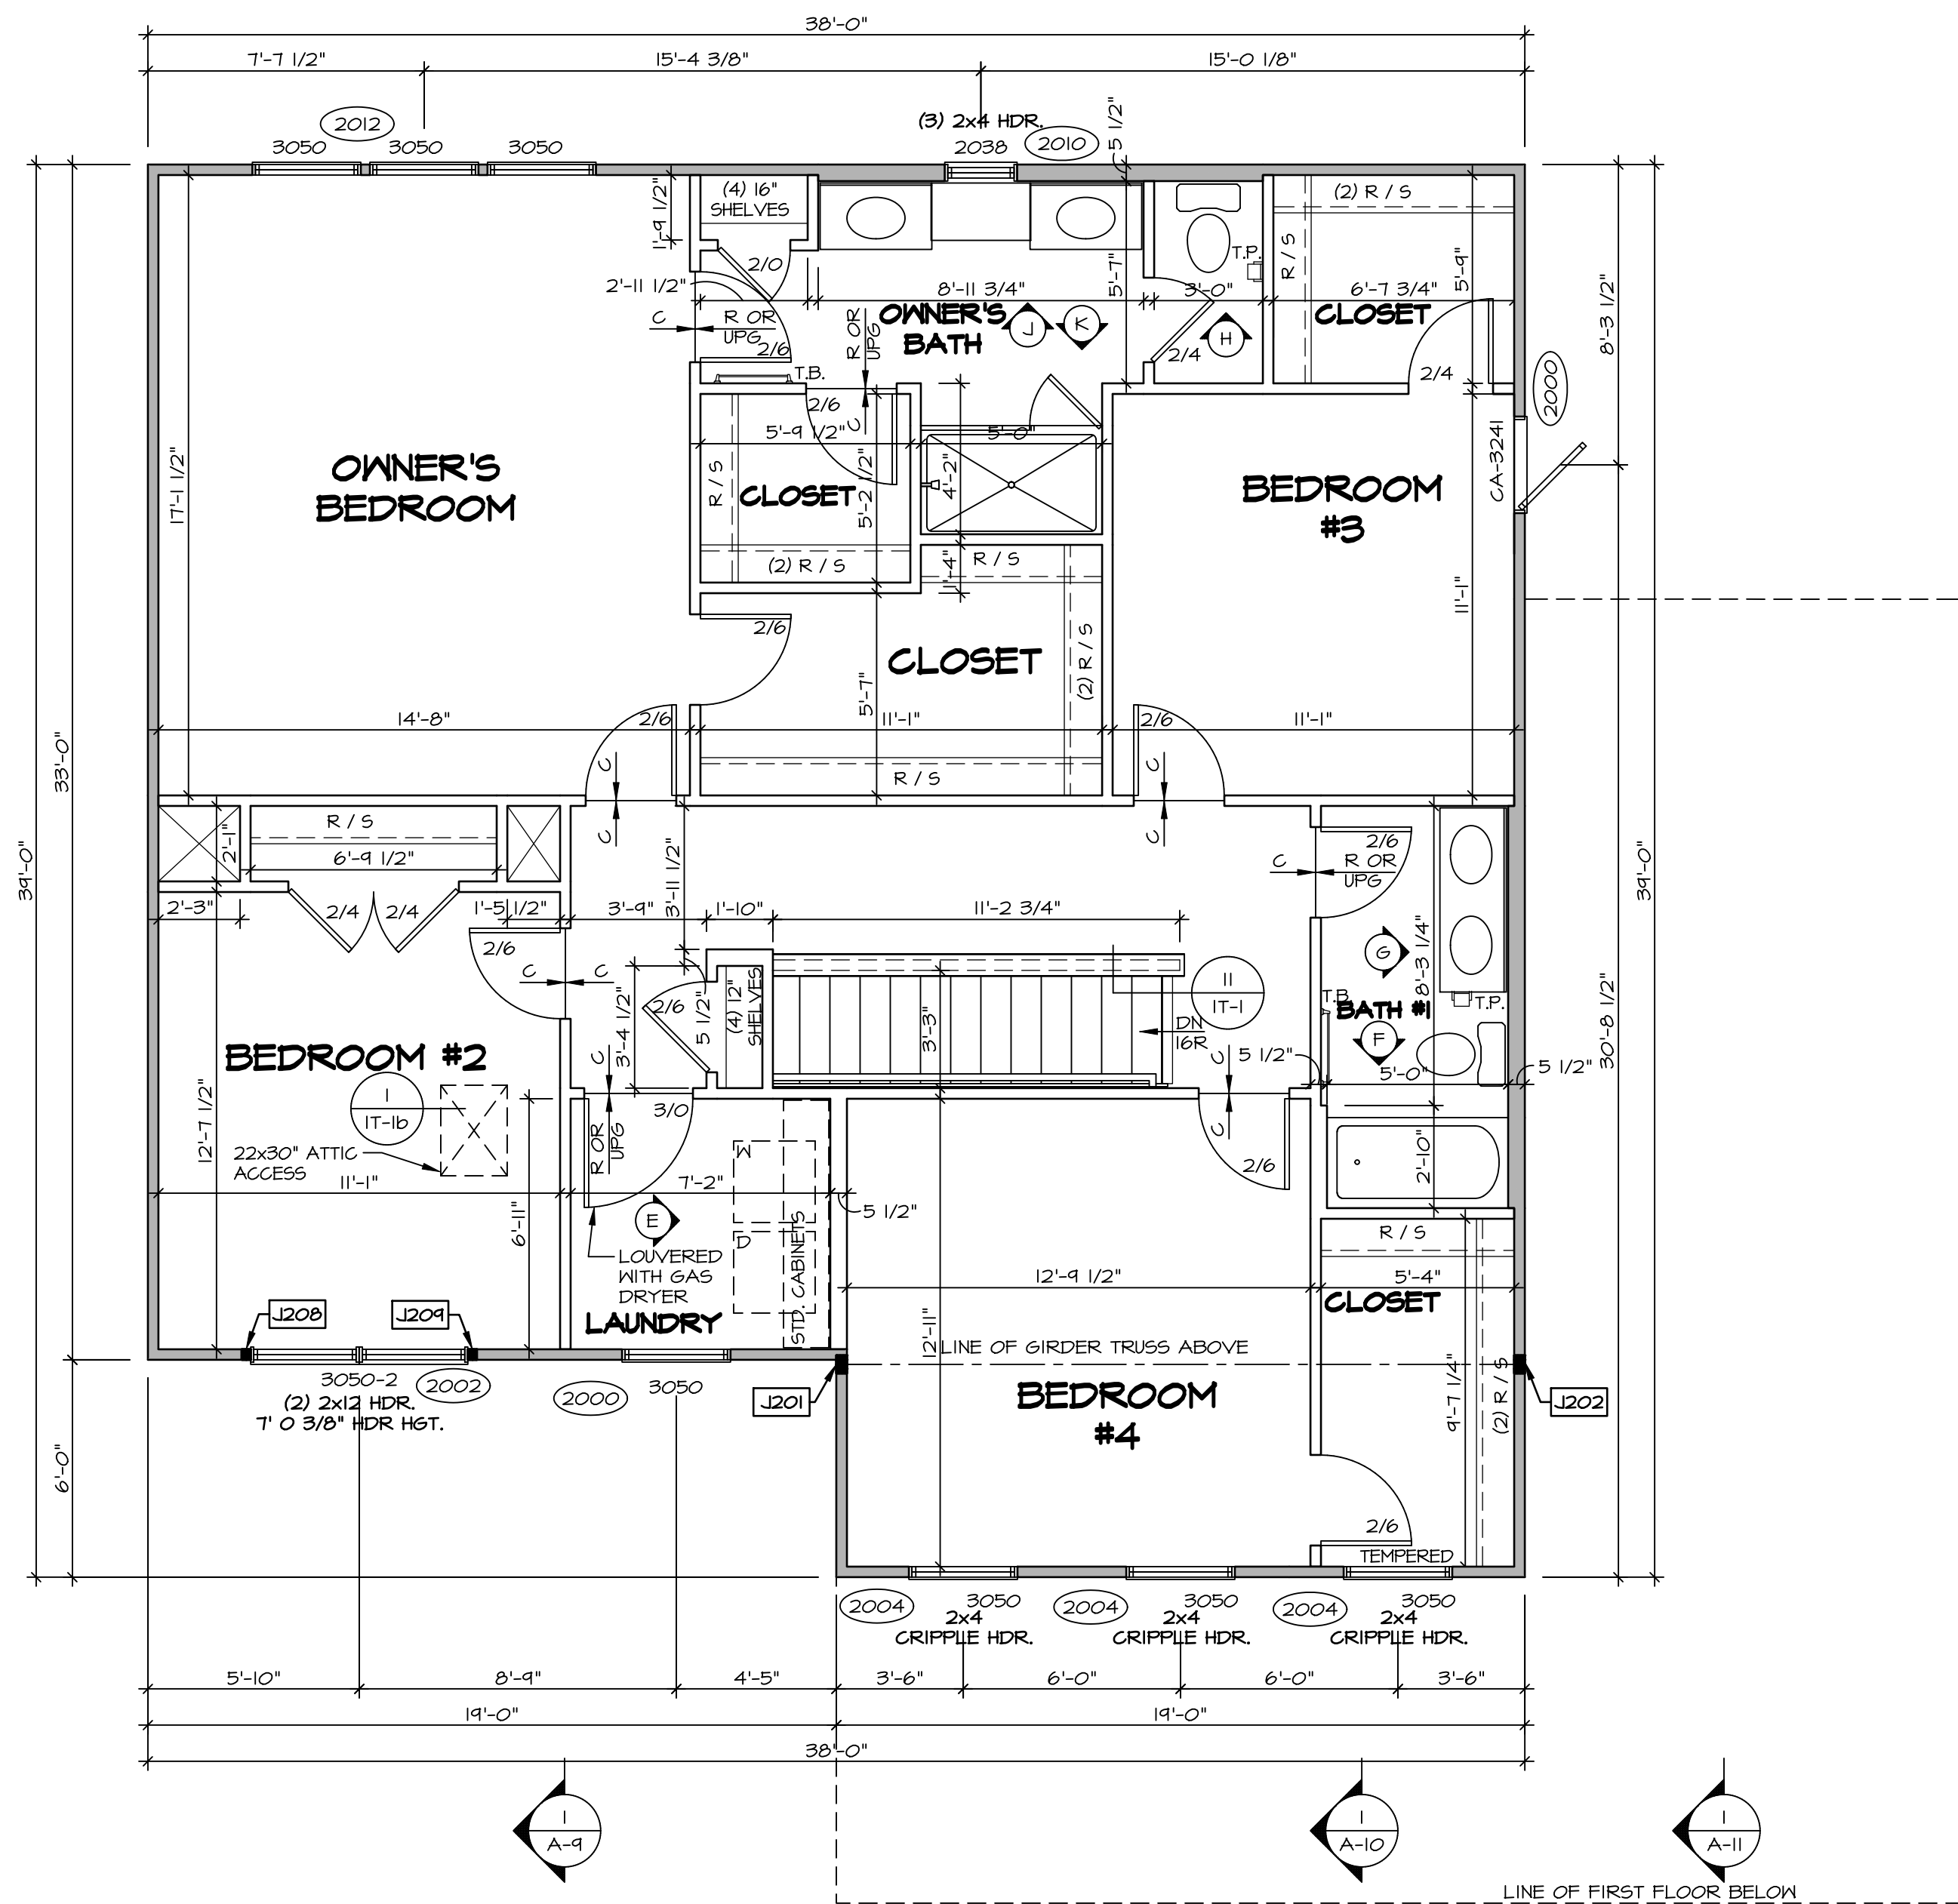 38'-0"
7'-7 1/2"
15'-4 3/8"
15'-0 1/8"
2012
(3) 2x4 HDR.
2010
5 1/2"
3050
3050
3050
2038
(4) 16"
SHELVES
1'-9 1/2"
2/0
2'-11 1/2"
C
R OR
UPG
2/6
T.B.
R OR
UPG
C
2/6
8'-11 3/4"
OWNER'S
BATH
J
K
5'-7"
3'-0"
T.P.
H
2/4
(2) R / S
R / S
5'-9"
6'-7 3/4"
CLOSET
2/4
8'-3 1/2"
2000
CA-3241
17'-1 1/2"
OWNER'S
BEDROOM
5'-9 1/2"
5'-0"
R / S
CLOSET
5'-2 1/2"
4'-2"
(2) R / S
1'-4"
R / S
BEDROOM
#3
11'-1"
2/6
CLOSET
(2) R / S
5'-7"
33'-0"
39'-0"
14'-8"
2/6
11'-1"
2/6
11'-1"
R / S
C
C
C
C
R / S
2'-1"
6'-9 1/2"
2'-3"
2/4
2/4
1'-5 1/2"
3'-9"
3'-11 1/2"
1'-10"
11'-2 3/4"
2/6
C
C
2/6
C
R OR
UPG
G
8'-3 1/4"
39'-0"
30'-8 1/2"
2/6
5 1/2"
(4) 12"
SHELVES
3'-4 1/2"
3'-3"
11
IT-1
DN
16R
T.B.
BATH #1
T.P.
F
5 1/2"
5'-0"
5 1/2"
BEDROOM #2
1
IT-1b
22x30" ATTIC
ACCESS
12'-7 1/2"
11'-1"
C
3/0
R OR
UPG
W
7'-2"
5 1/2"
C
C
2/6
2'-10"
6'-11"
E
D
STD. CABINETS
LOUVERED
WITH GAS
DRYER
LAUNDRY
12'-9 1/2"
R / S
5'-4"
CLOSET
J208
J209
12'-11"
LINE OF GIRDER TRUSS ABOVE
3050-2
2002
(2) 2x12 HDR.
7' 0 3/8" HDR HGT.
2000
3050
J201
BEDROOM
#4
9'-7 1/4"
(2) R / S
J202
6'-0"
2/6
TEMPERED
2004
3050
2x4
CRIPPLE HDR.
2004
3050
2x4
CRIPPLE HDR.
2004
3050
2x4
CRIPPLE HDR.
5'-10"
8'-9"
4'-5"
3'-6"
6'-0"
6'-0"
3'-6"
19'-0"
19'-0"
38'-0"
1
A-9
1
A-10
1
A-11
LINE OF FIRST FLOOR BELOW